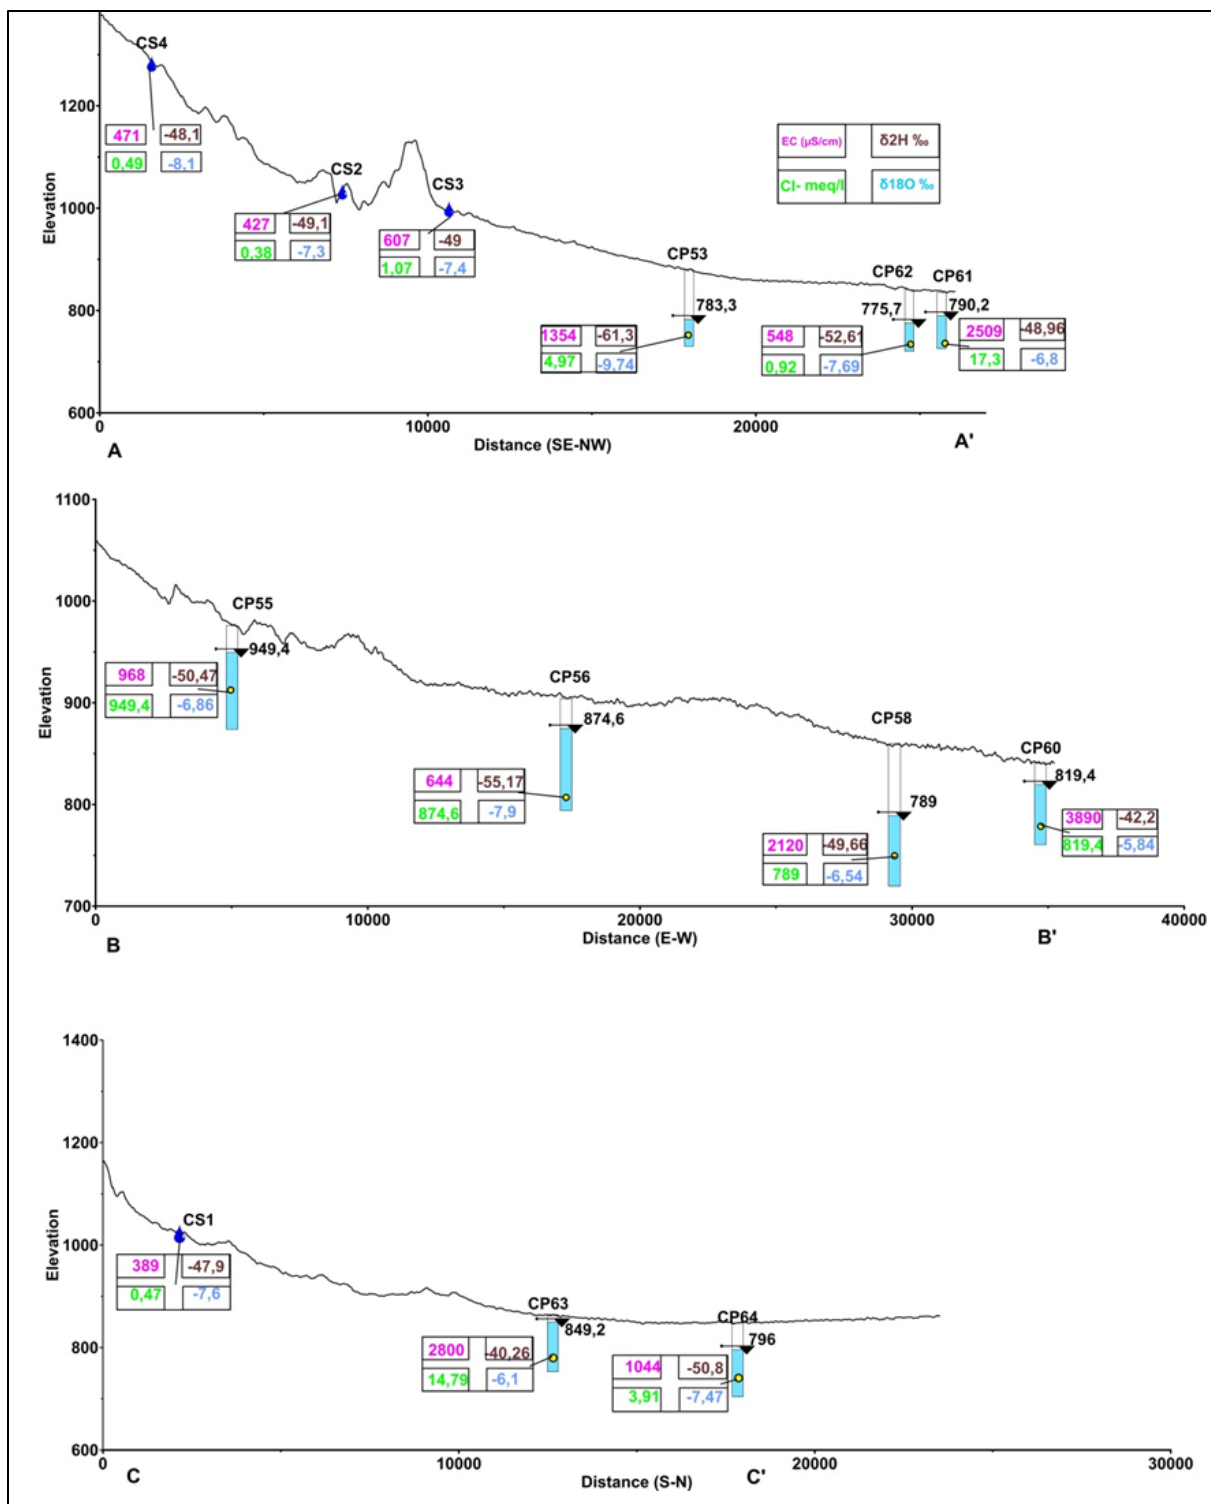 CS4
1200
471 -48,1
0,49 -8,1
EC (µS/cm) δ2H ‰
Cl- meq/l δ18O ‰
CS2
CS3
Elevation
1000
427 -49,1
0,38 -7,3
607 -49
1,07 -7,4
CP53
CP62 CP61
783,3
775,7 790,2
800
1354 -61,3
4,97 -9,74
548 -52,61
0,92 -7,69
2509 -48,96
17,3 -6,8
600
0 10000 20000
A Distance (SE-NW) A'
1100
1000
CP55
949,4
968 -50,47
949,4 -6,86
Elevation
900
CP56
874,6
CP58
CP60
819,4
644 -55,17
874,6 -7,9
800
789
2120 -49,66
789 -6,54
3890 -42,2
819,4 -5,84
700
0 10000 20000 30000 40000
B Distance (E-W) B'
1400
1200
CS1
389 -47,9
0,47 -7,6
Elevation
1000
CP63
849,2
CP64
796
800
2800 -40,26
14,79 -6,1
1044 -50,8
3,91 -7,47
600
0 10000 20000 30000
C Distance (S-N) C'